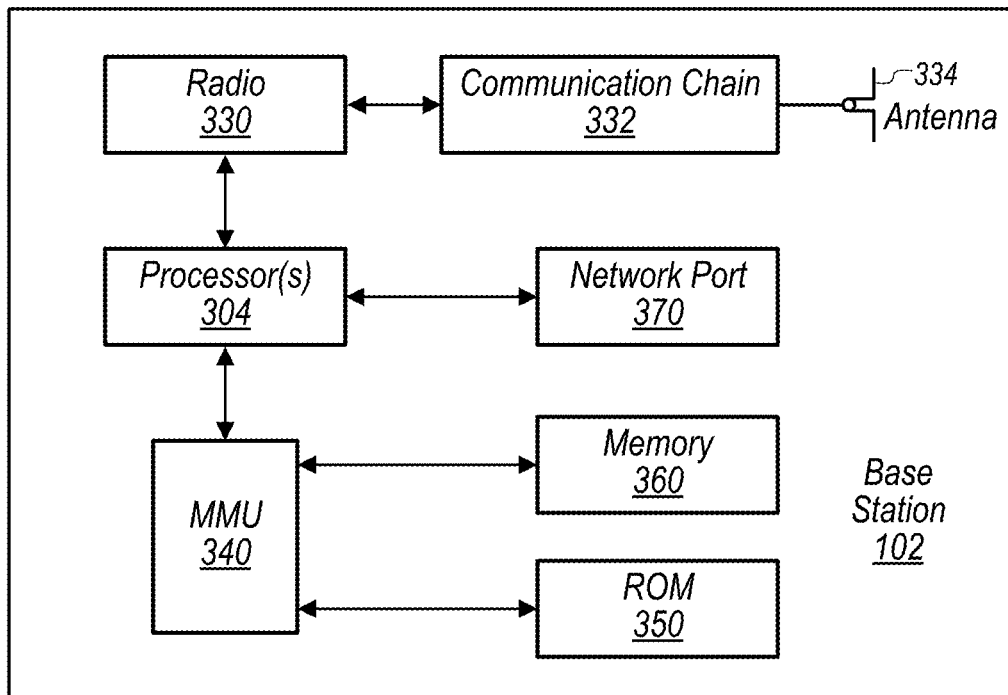 Radio
330
Communication Chain
332
334
Antenna
Processor(s)
304
Network Port
370
MMU
340
Memory
360
ROM
350
Base
Station
102